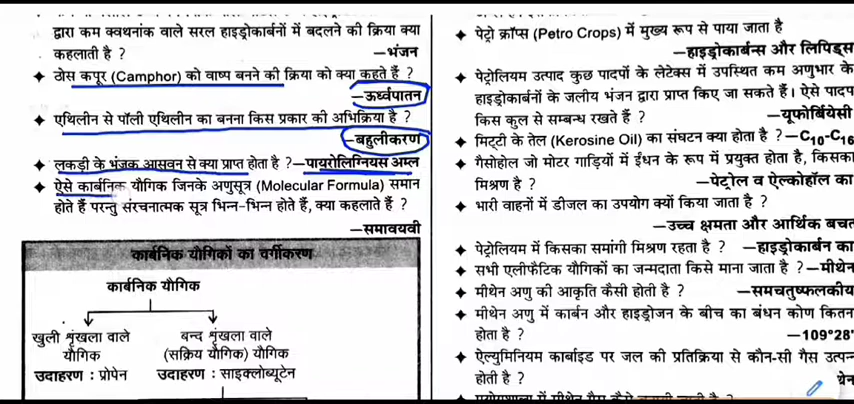 द्वारा कम क्वथनांक वाले सरल हाइड्रोकार्बनों में बदलने की क्रिया क्या
कहलाती है ?
—भंजन
ठोस कपूर (Camphor) को वाष्प बनने की क्रिया को क्या कहते हैं ?
—ऊर्ध्वपातन
एथिलीन से पॉली एथिलीन का बनना किस प्रकार की अभिक्रिया है ?
—बहुलीकरण
लकड़ी के भंजक आसवन से क्या प्राप्त होता है ?—पायरोलिग्नियस अम्ल
ऐसे कार्बनिक यौगिक जिनके अणुसूत्र (Molecular Formula) समान
होते हैं परन्तु संरचनात्मक सूत्र भिन्न-भिन्न होते हैं, क्या कहलाते हैं ?
—समावयवी
कार्बनिक यौगिकों का वर्गीकरण
कार्बनिक यौगिक
खुली शृंखला वाले
यौगिक
उदाहरण : प्रोपेन
बन्द शृंखला वाले
(सक्रिय यौगिक) यौगिक
उदाहरण : साइक्लोब्यूटेन
पेट्रो क्रॉप्स (Petro Crops) में मुख्य रूप से पाया जाता है
—हाइड्रोकार्बन्स और लिपिड्स
पेट्रोलियम उत्पाद कुछ पादपों के लेटेक्स में उपस्थित कम अणुभार के
हाइड्रोकार्बनों के जलीय भंजन द्वारा प्राप्त किए जा सकते हैं। ऐसे पादप
किस कुल से सम्बन्ध रखते हैं ?
—यूफोर्बियेसी
मिट्टी के तेल (Kerosine Oil) का संघटन क्या होता है ?—C₁₀-C₁₆
गैसोहोल जो मोटर गाड़ियों में ईंधन के रूप में प्रयुक्त होता है, किसका
मिश्रण है ?
—पेट्रोल व ऐल्कोहॉल का
भारी वाहनों में डीजल का उपयोग क्यों किया जाता है ?
—उच्च क्षमता और आर्थिक बचत
पेट्रोलियम में किसका समांगी मिश्रण रहता है ? —हाइड्रोकार्बन का
सभी एलीफैटिक यौगिकों का जन्मदाता किसे माना जाता है ?—मीथेन
मीथेन अणु की आकृति कैसी होती है ? —समचतुष्फलकीय
मीथेन अणु में कार्बन और हाइड्रोजन के बीच का बंधन कोण कितन
होता है ?
—109°28'
ऐल्युमिनियम कार्बाइड पर जल की प्रतिक्रिया से कौन-सी गैस उत्पन्न
होती है ?